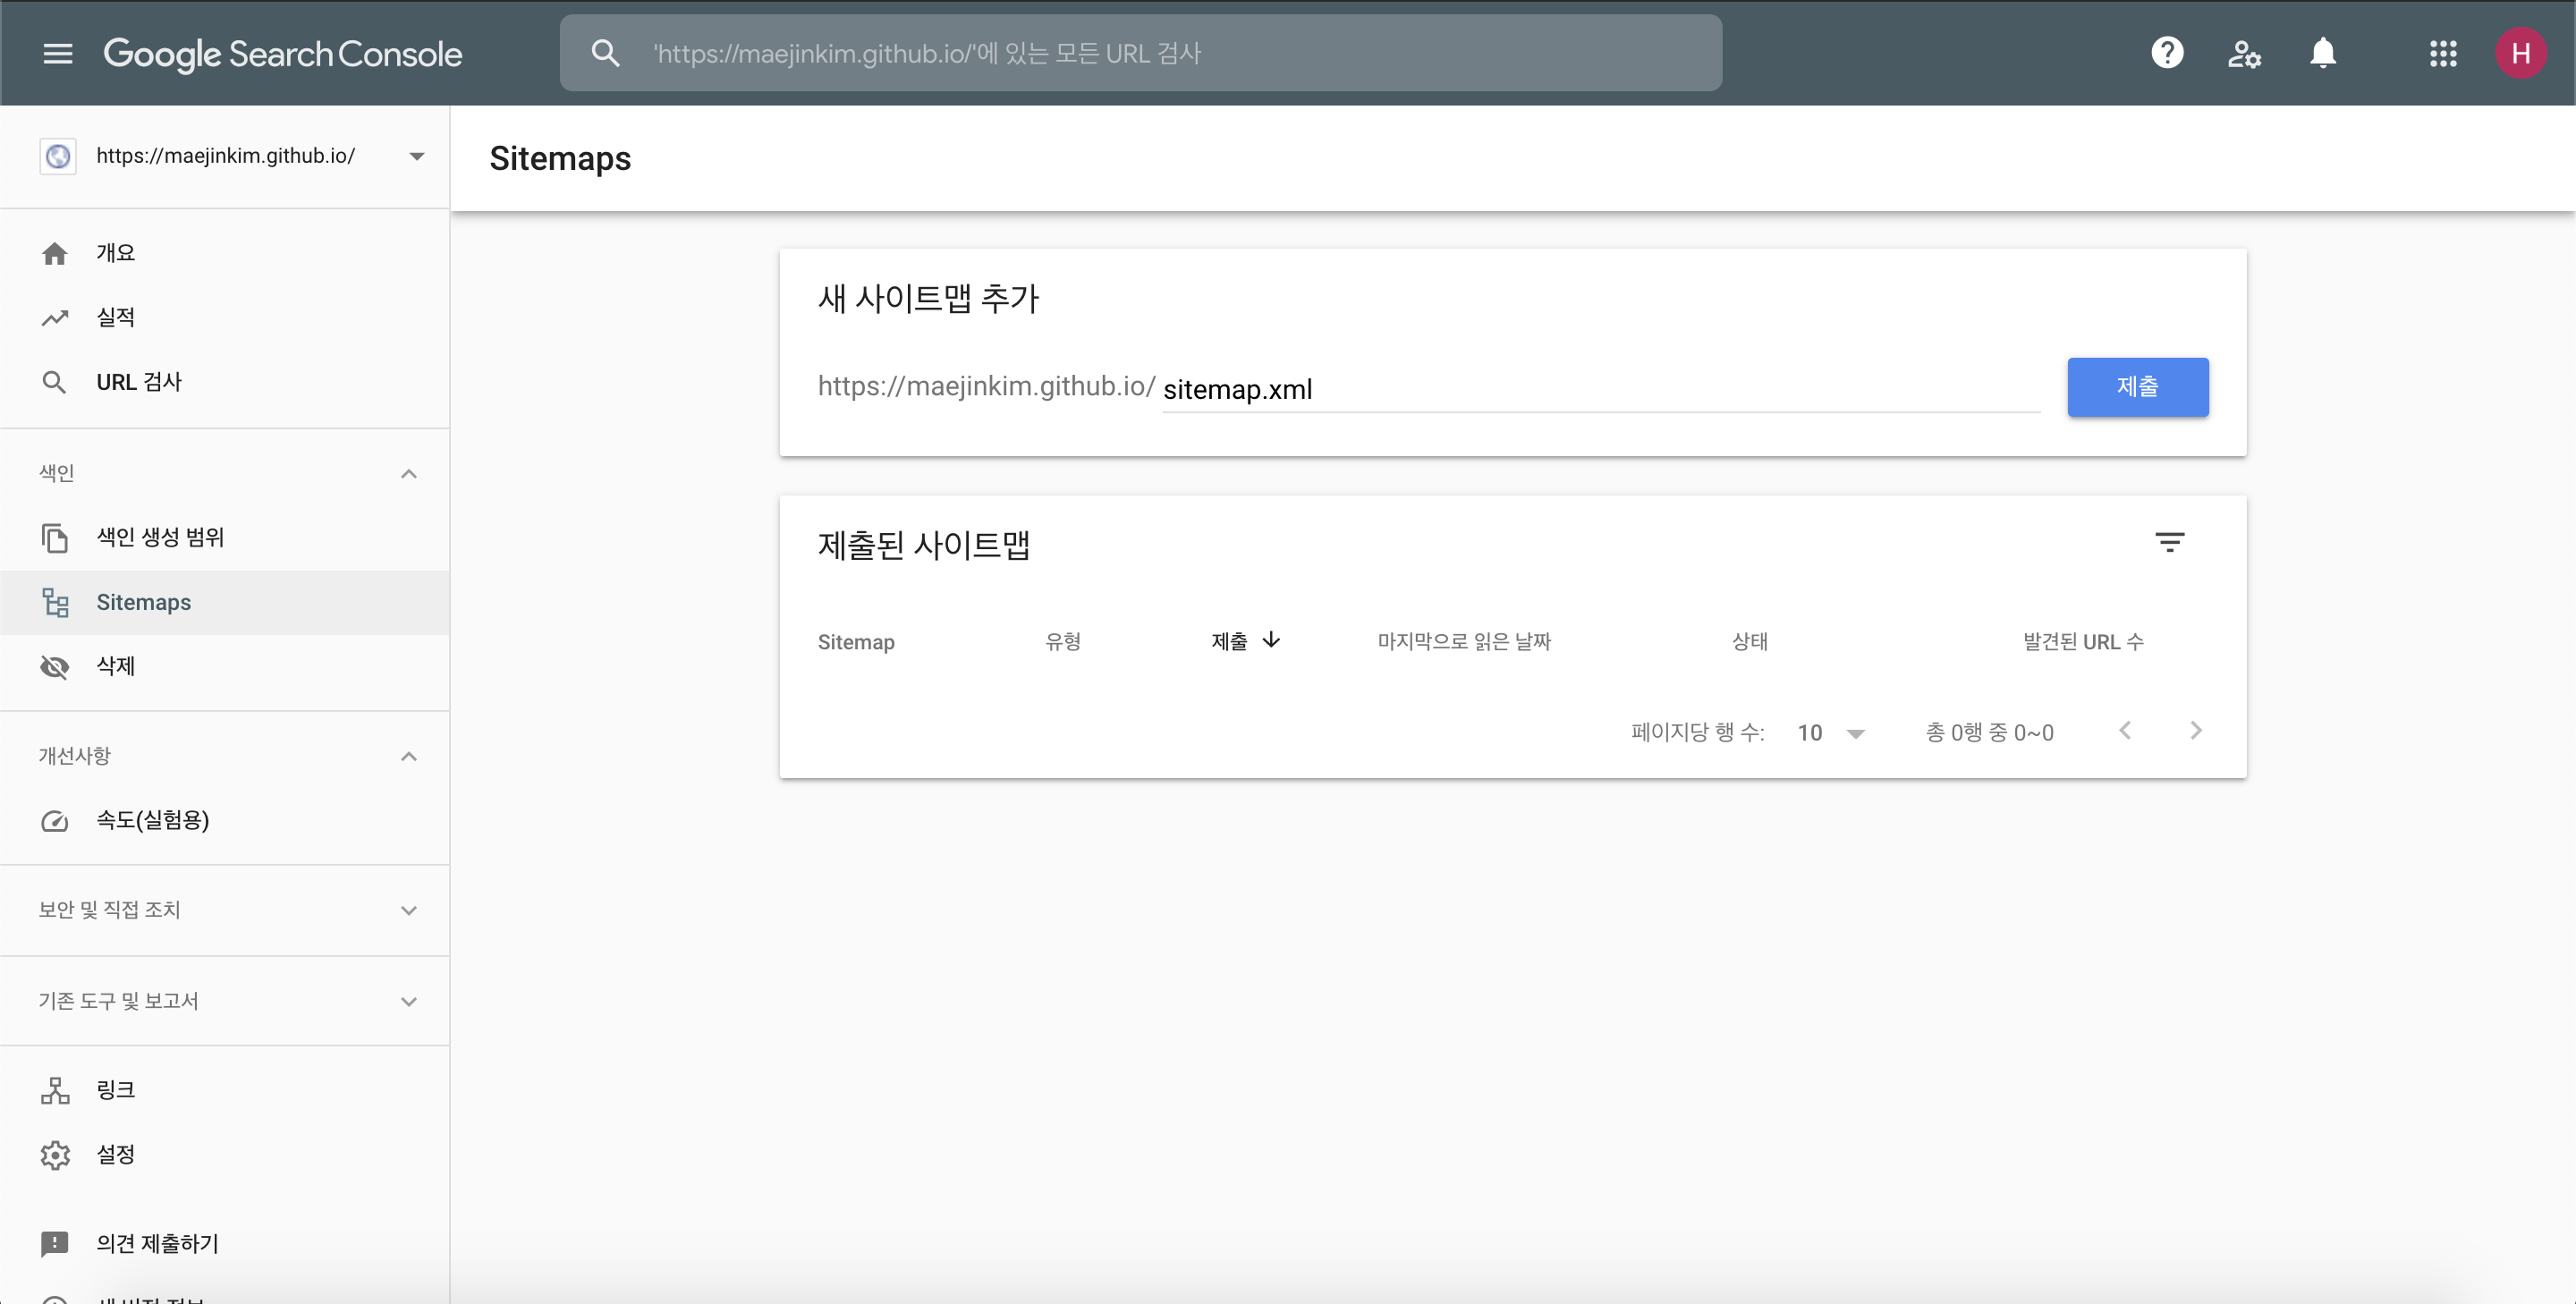 Google Search Console
'https://maejinkim.github.io/'에 있는 모든 URL 검사
H
https://maejinkim.github.io/
개요
실적
URL 검사
색인
색인 생성 범위
Sitemaps
삭제
개선사항
속도(실험용)
보안 및 직접 조치
기존 도구 및 보고서
링크
설정
의견 제출하기
Sitemaps
새 사이트맵 추가
https://maejinkim.github.io/ sitemap.xml
제출
제출된 사이트맵
Sitemap 유형 제출 마지막으로 읽은 날짜 상태 발견된 URL 수
페이지당 행 수: 10 총 0행 중 0~0